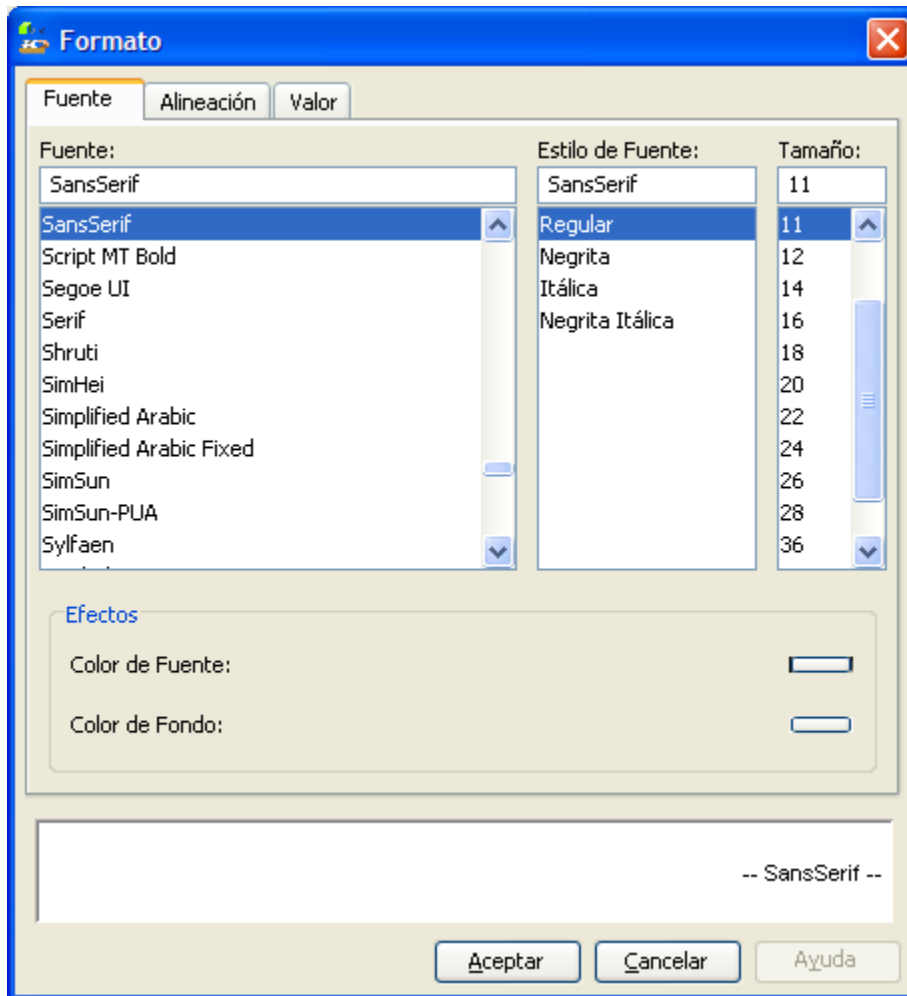 Formato
Fuente Alineación Valor
Fuente: Estilo de Fuente: Tamaño:
SansSerif SansSerif 11
SansSerif Regular 11
Script MT Bold Negrita 12
Segoe UI Itálica 14
Serif Negrita Itálica 16
Shruti 18
SimHei 20
Simplified Arabic 22
Simplified Arabic Fixed 24
SimSun 26
SimSun-PUA 28
Sylfaen 36
Efectos
Color de Fuente:
Color de Fondo:
-- SansSerif --
Aceptar Cancelar Ayuda